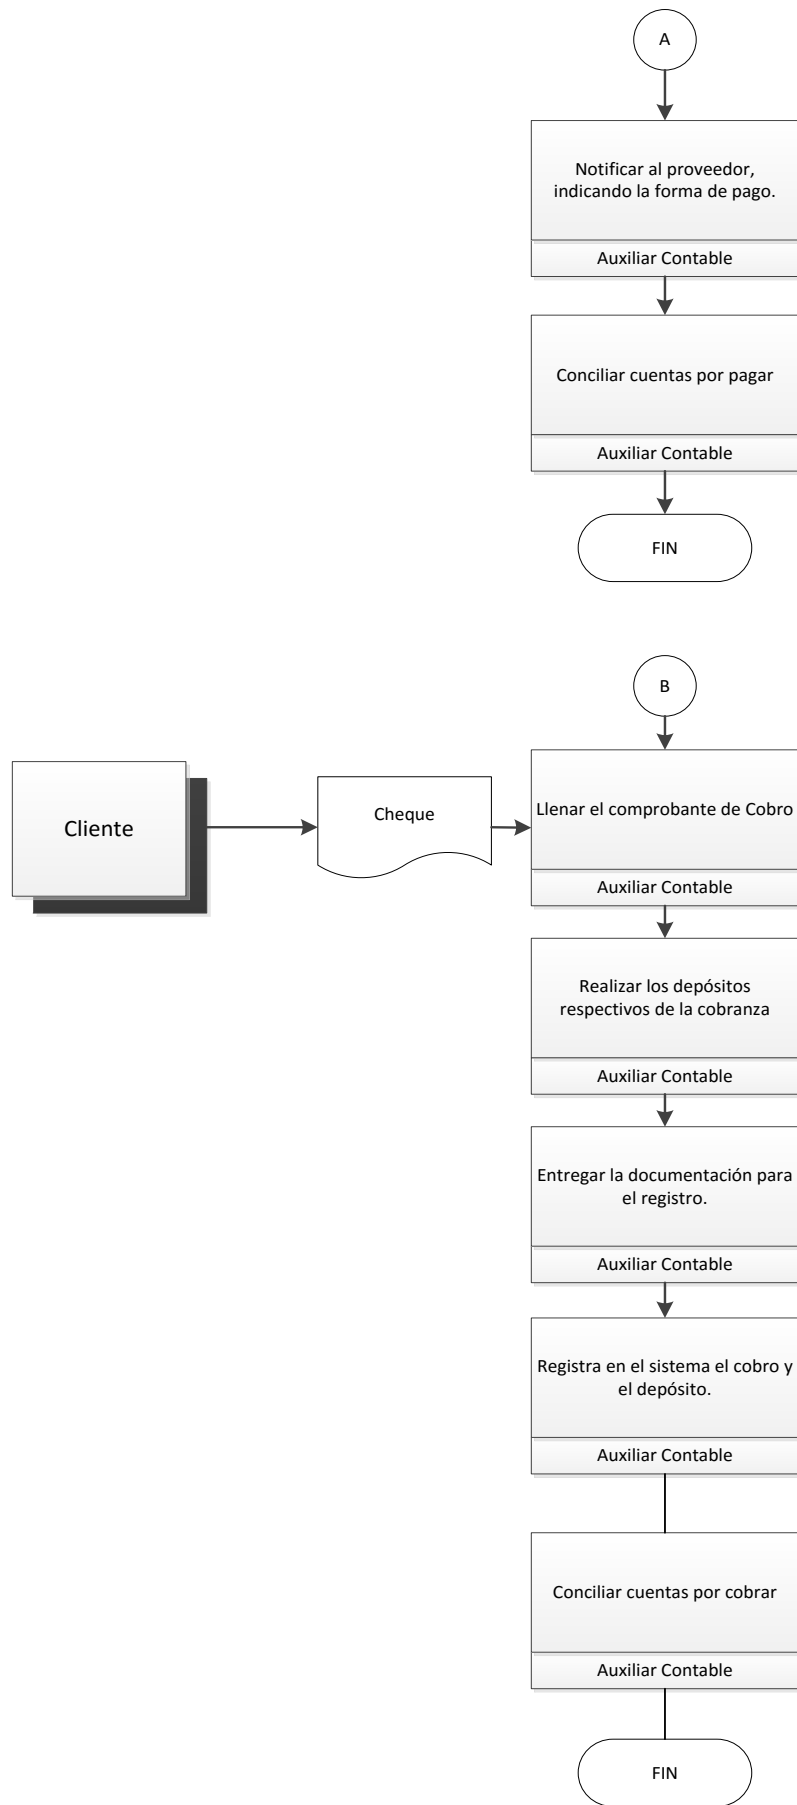 A
Notificar al proveedor,
indicando la forma de pago.
Auxiliar Contable
Conciliar cuentas por pagar
Auxiliar Contable
FIN
B
Cliente
Cheque
Llenar el comprobante de Cobro
Auxiliar Contable
Realizar los depósitos
respectivos de la cobranza
Auxiliar Contable
Entregar la documentación para
el registro.
Auxiliar Contable
Registra en el sistema el cobro y
el depósito.
Auxiliar Contable
Conciliar cuentas por cobrar
Auxiliar Contable
FIN